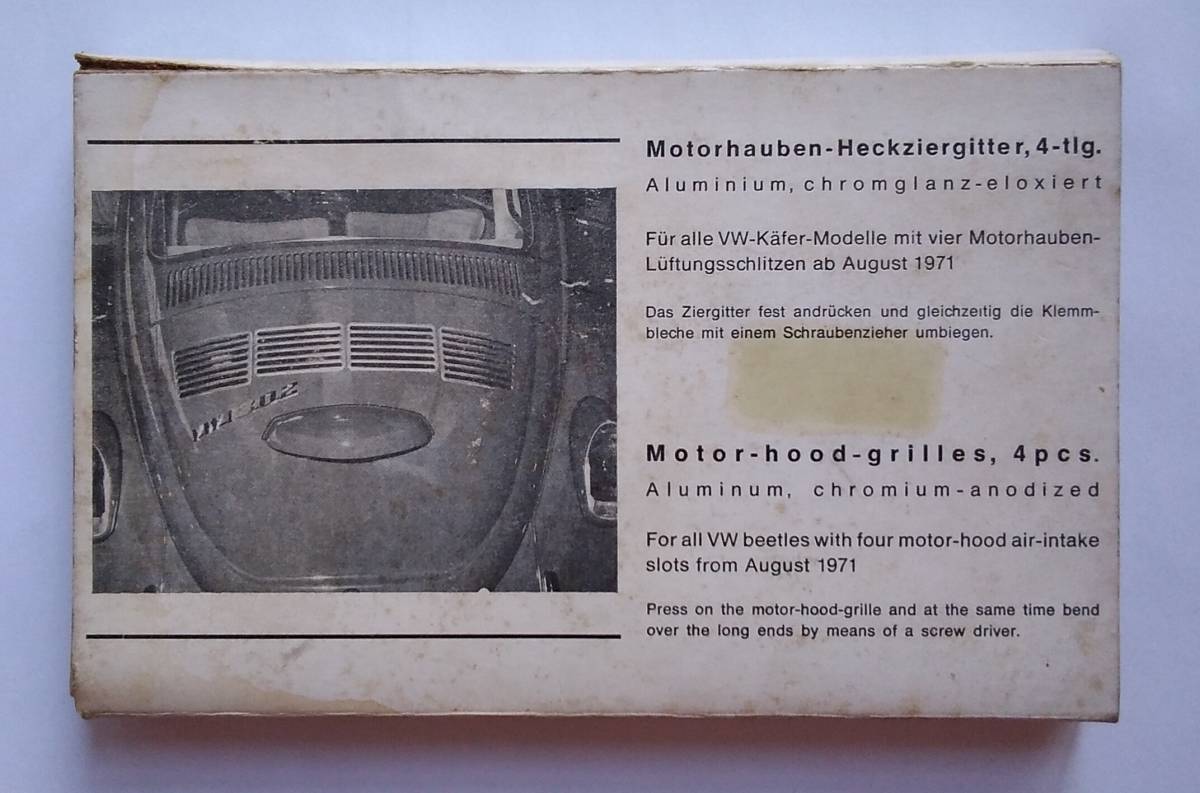 Motorhauben-Heckziergitter, 4-tlg.
Aluminium, chromglanz-eloxiert
Für alle VW-Käfer-Modelle mit vier Motorhauben-
Lüftungsschlitzen ab August 1971
Das Ziergitter fest andrücken und gleichzeitig die Klemm-
bleche mit einem Schraubenzieher umbiegen.
Motor-hood-grilles, 4 pcs.
Aluminum, chromium-anodized
For all VW beetles with four motor-hood air-intake
slots from August 1971
Press on the motor-hood-grille and at the same time bend
over the long ends by means of a screw driver.